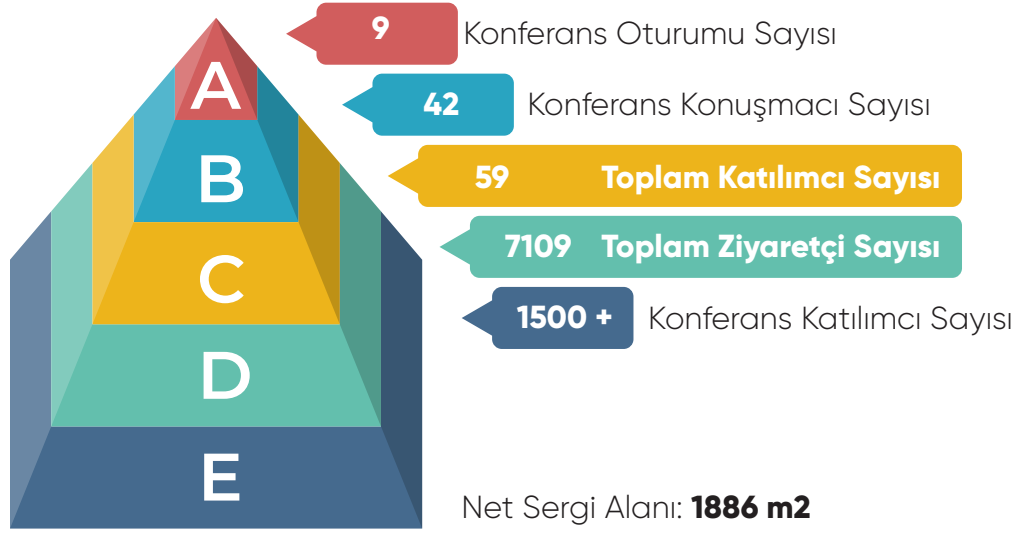 9 Konferans Oturumu Sayısı
A
42 Konferans Konuşmacı Sayısı
B
59 Toplam Katılımcı Sayısı
7109 Toplam Ziyaretçi Sayısı
C
1500 + Konferans Katılımcı Sayısı
D
E
Net Sergi Alanı: 1886 m2